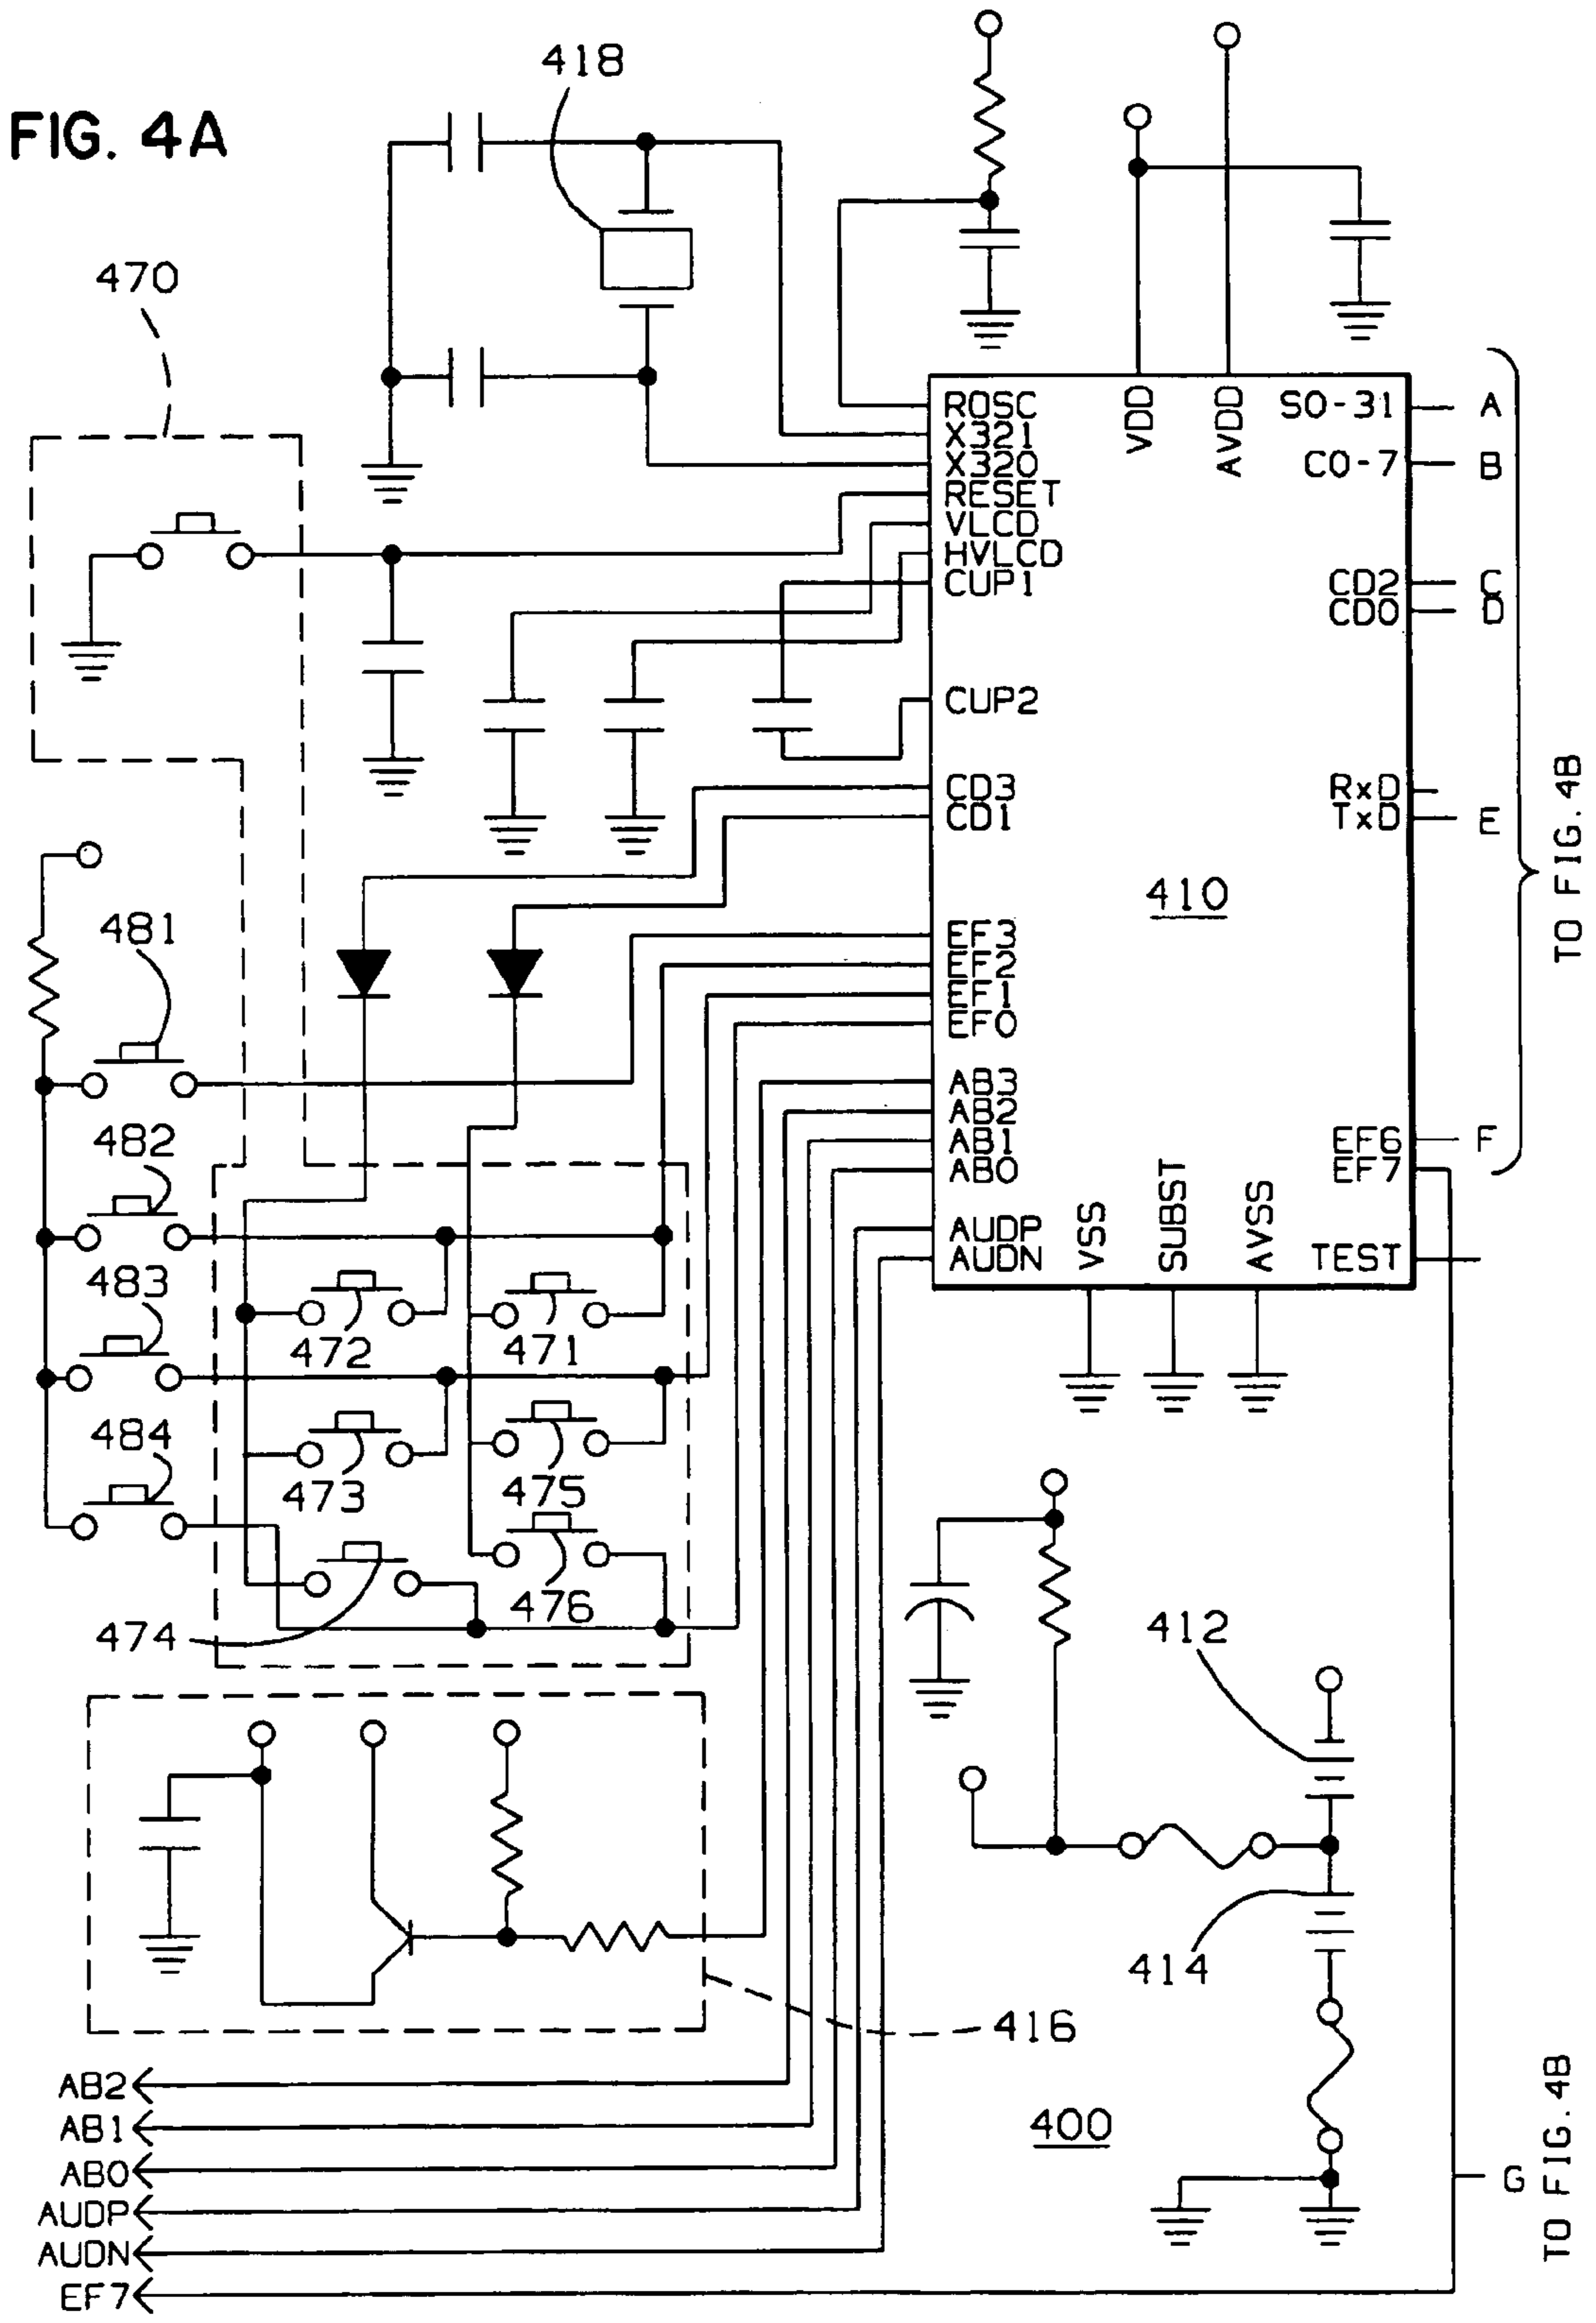 FIG. 4A
418
470
ROSC
X321
X320
RESET
VLCD
HVLCD
CUP1
CUP2
CD3
CD1
EF3
EF2
EF1
EF0
AB3
AB2
AB1
AB0
AUDP
AUDN
VDD
AVDD
S0-31
A
C0-7
B
CD2
C
CD0
D
RxD
TxD
E
410
EF6
F
EF7
TEST
VSS
SUBST
AVSS
TO FIG. 4B
481
482
483
484
472
471
473
475
474
476
412
414
416
400
AB2
AB1
AB0
AUDP
AUDN
EF7
G
TO FIG. 4B